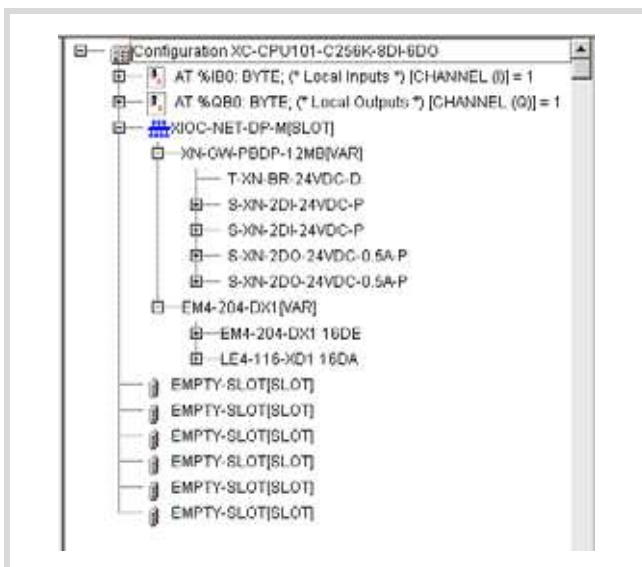 Configuration XC-CPU101-C256K-8DI-6DO
AT %IB0: BYTE; (* Local Inputs *) [CHANNEL (I)] = 1
AT %QB0: BYTE; (* Local Outputs *) [CHANNEL (Q)] = 1
XIOC-NET-DP-M[SLOT]
XN-GW-PBDP-12MB[VAR]
T-XN-BR-24VDC-D
S-XN-2DI-24VDC-P
S-XN-2DI-24VDC-P
S-XN-2DO-24VDC-0.5A-P
S-XN-2DO-24VDC-0.5A-P
EM4-204-DX1[VAR]
EM4-204-DX1 16DE
LE4-116-XD1 16DA
EMPTY-SLOT[SLOT]
EMPTY-SLOT[SLOT]
EMPTY-SLOT[SLOT]
EMPTY-SLOT[SLOT]
EMPTY-SLOT[SLOT]
EMPTY-SLOT[SLOT]